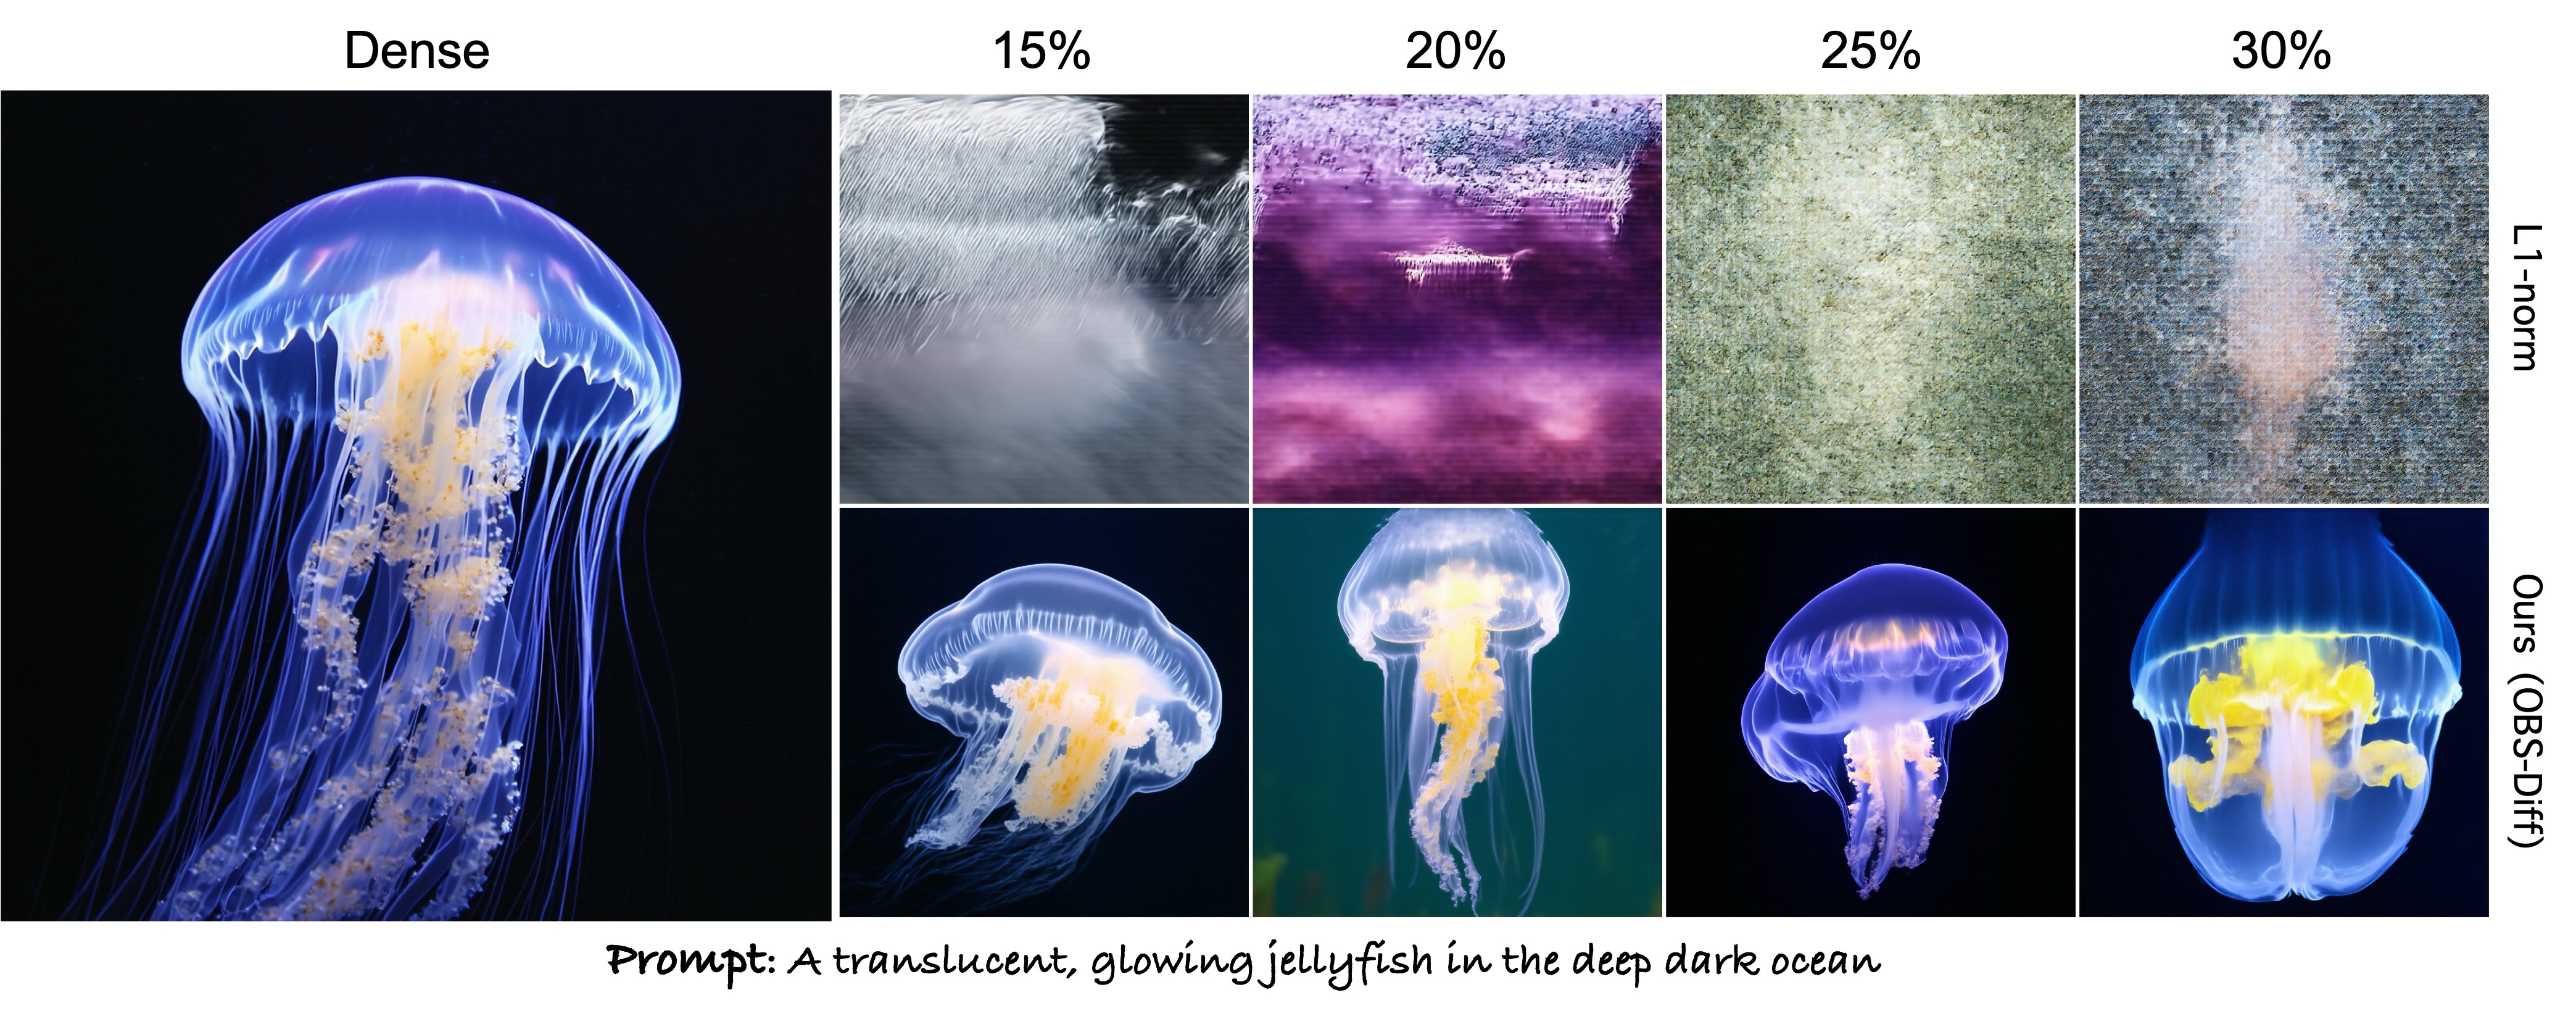 Dense
15%
20%
25%
30%
L1-norm
Ours (OBS-Diff)
Prompt: A translucent, glowing jellyfish in the deep dark ocean